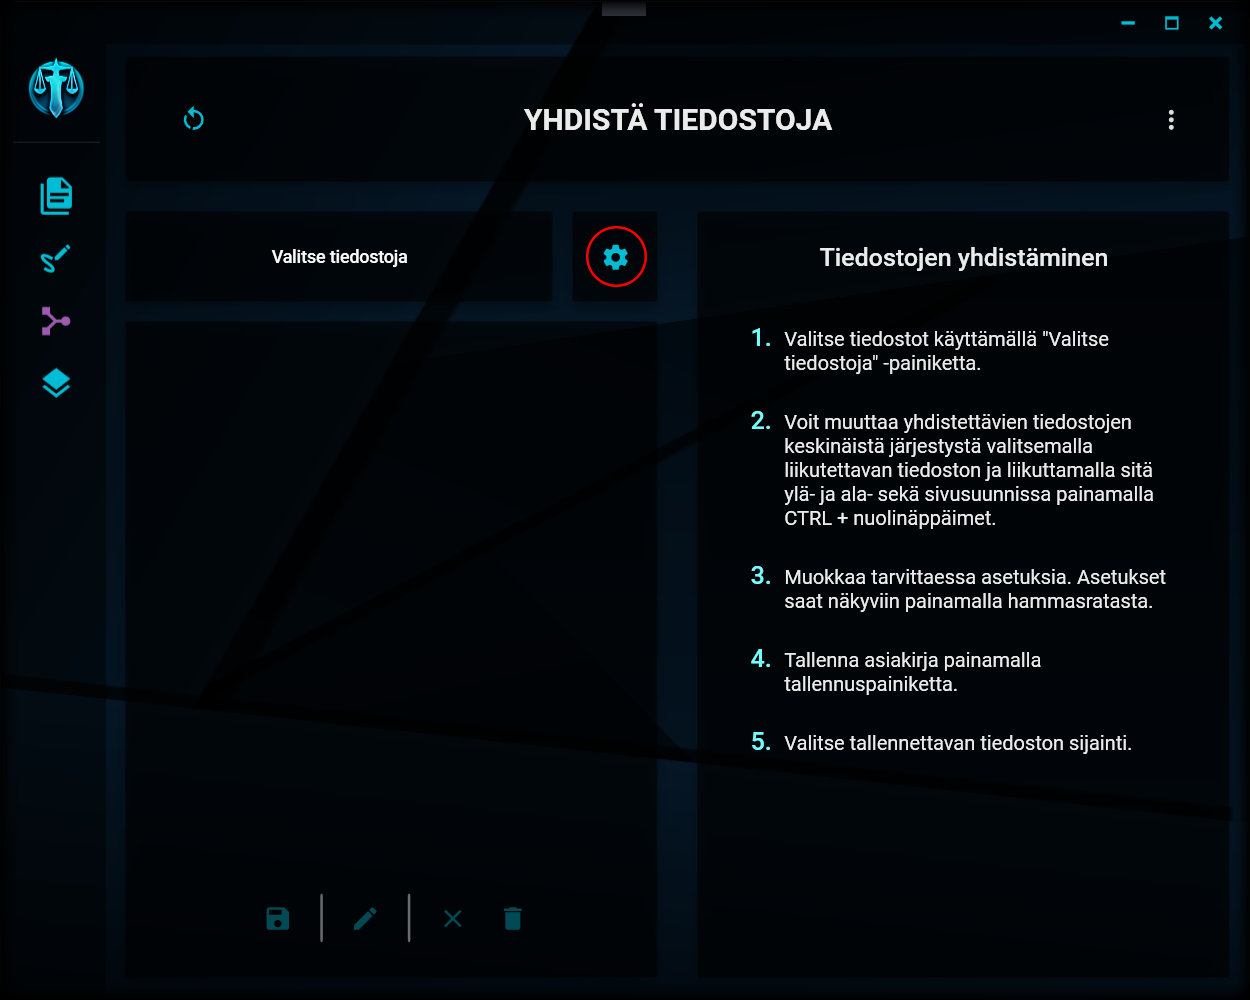 YHDISTÄ TIEDOSTOJA
Valitse tiedostoja
Tiedostojen yhdistäminen
1. Valitse tiedostot käyttämällä "Valitse
tiedostoja" -painiketta.
2. Voit muuttaa yhdistettävien tiedostojen
keskinäistä järjestystä valitsemalla
liikutettavan tiedoston ja liikuttamalla sitä
ylä- ja ala- sekä sivusuunnissa painamalla
CTRL + nuolinäppäimet.
3. Muokkaa tarvittaessa asetuksia. Asetukset
saat näkyviin painamalla hammasratasta.
4. Tallenna asiakirja painamalla
tallennuspainiketta.
5. Valitse tallennettavan tiedoston sijainti.